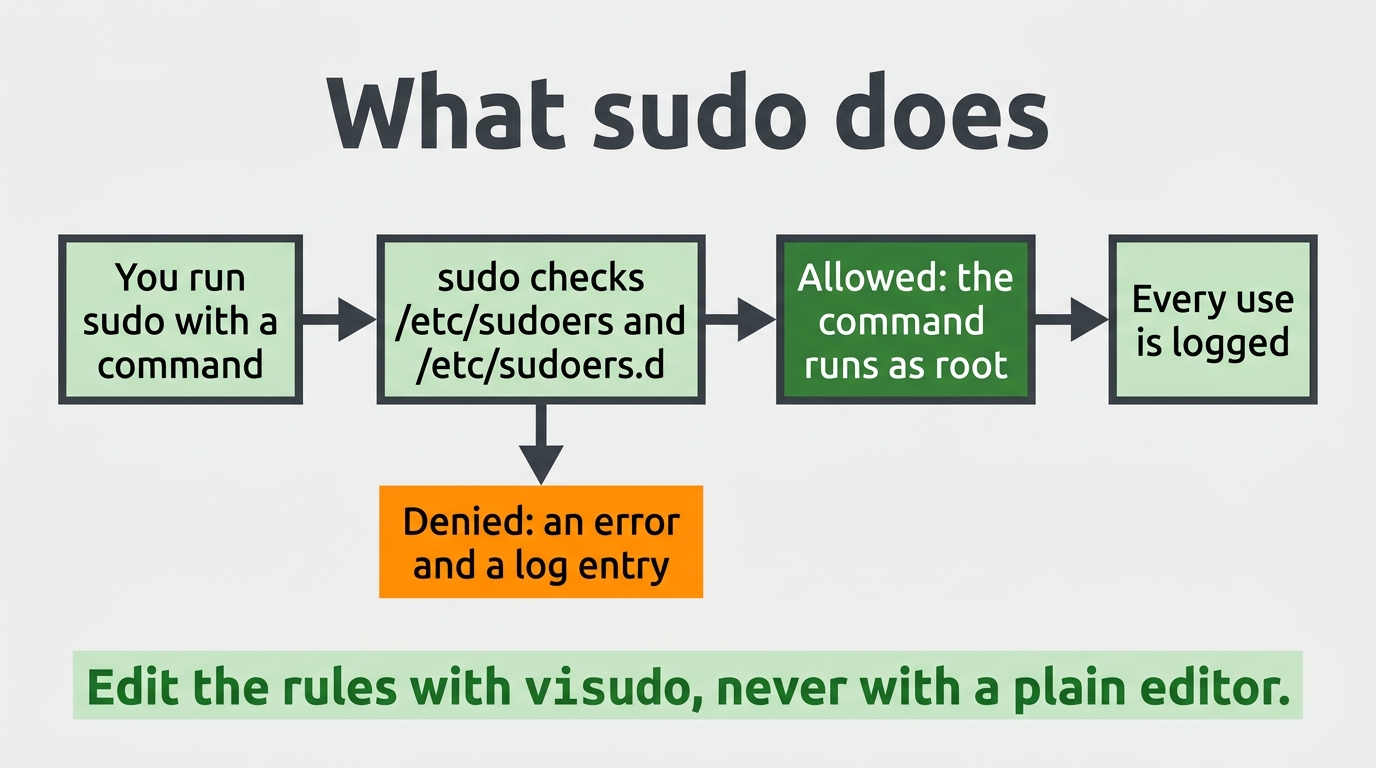 What sudo does
You run
sudo with a
command
sudo checks
/etc/sudoers and
/etc/sudoers.d
Allowed: the
command
runs as root
Every use
is logged
Denied: an error
and a log entry
Edit the rules with visudo, never with a plain editor.